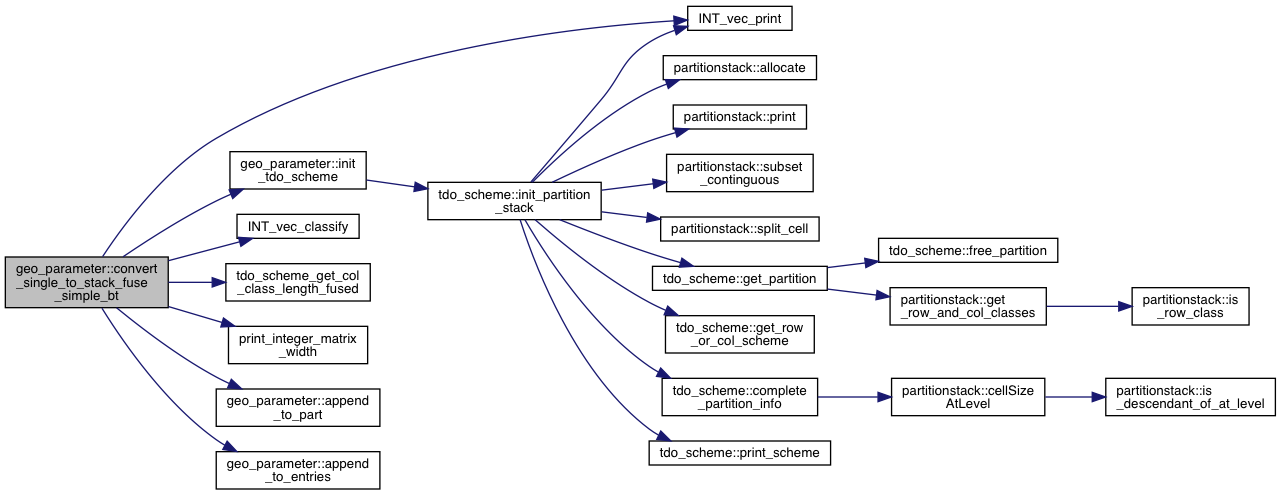 geo_parameter::convert
_single_to_stack_fuse
_simple_bt
INT_vec_print
geo_parameter::init
_tdo_scheme
INT_vec_classify
tdo_scheme_get_col
_class_length_fused
print_integer_matrix
_width
geo_parameter::append
_to_part
geo_parameter::append
_to_entries
tdo_scheme::init_partition
_stack
partitionstack::allocate
partitionstack::print
partitionstack::subset
_continguous
partitionstack::split_cell
tdo_scheme::get_partition
tdo_scheme::get_row
_or_col_scheme
tdo_scheme::complete
_partition_info
tdo_scheme::print_scheme
tdo_scheme::free_partition
partitionstack::get
_row_and_col_classes
partitionstack::is
_row_class
partitionstack::cellSize
AtLevel
partitionstack::is
_descendant_of_at_level